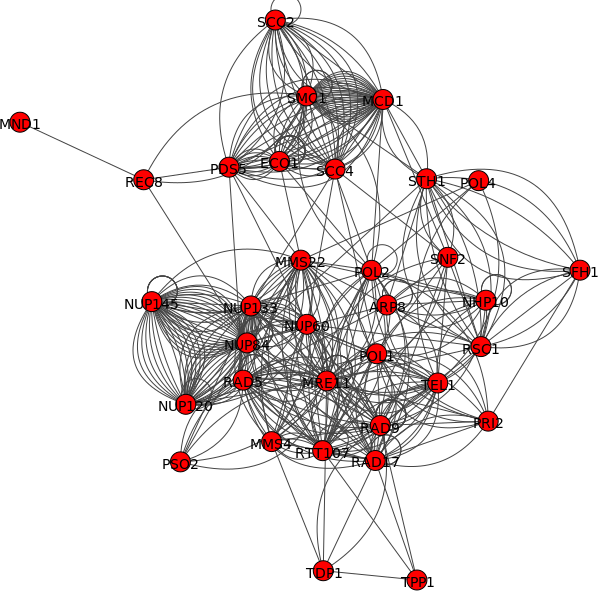 SCC2
SMC1
MCD1
MND1
REC8
PDS5
ECO1
SCC4
STH1
POL4
MMS22
POL2
SNF2
SFH1
NUP145
NUP133
ARP8
NHP10
NUP60
NUP84
POL1
RSC1
RAD5
MRE11
TEL1
NUP120
RAD9
PRI2
MMS4
RTT107
RAD17
PSO2
TDP1
TPP1